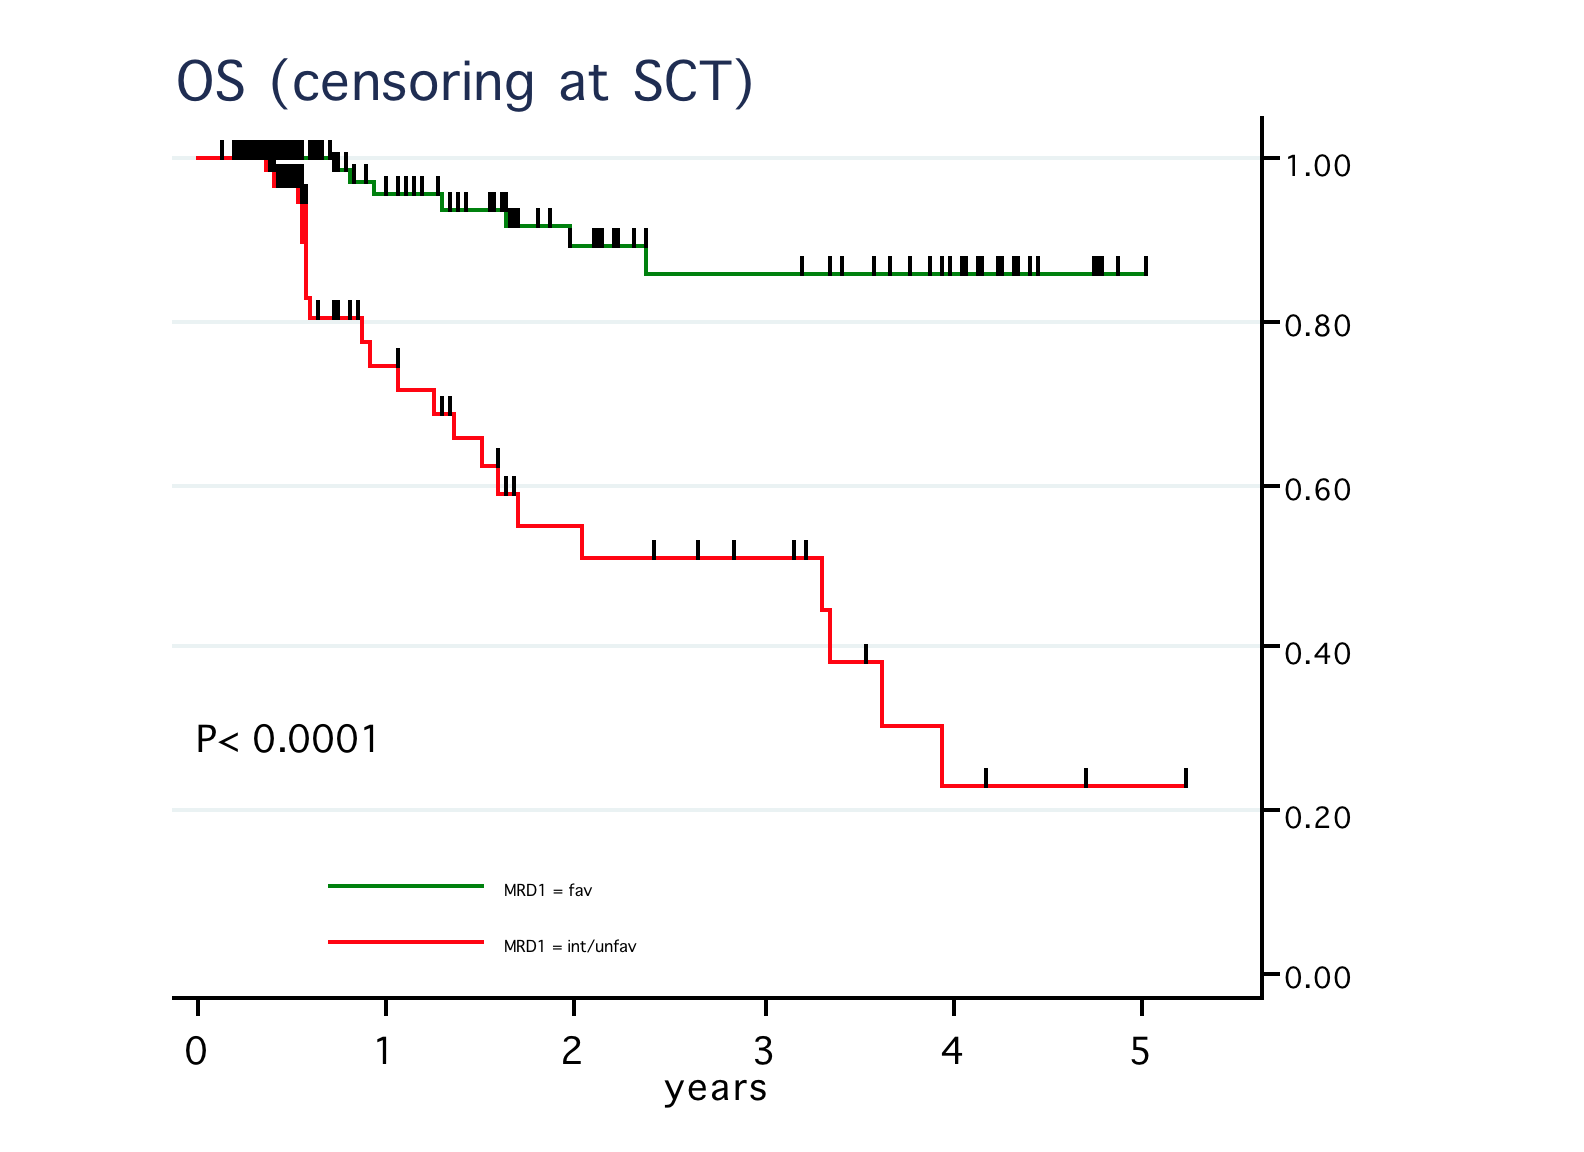 OS (censoring at SCT)
1.00
0.80
0.60
0.40
P< 0.0001
0.20
MRD1 = fav
MRD1 = int/unfav
0.00
0 1 2 3 4 5
years